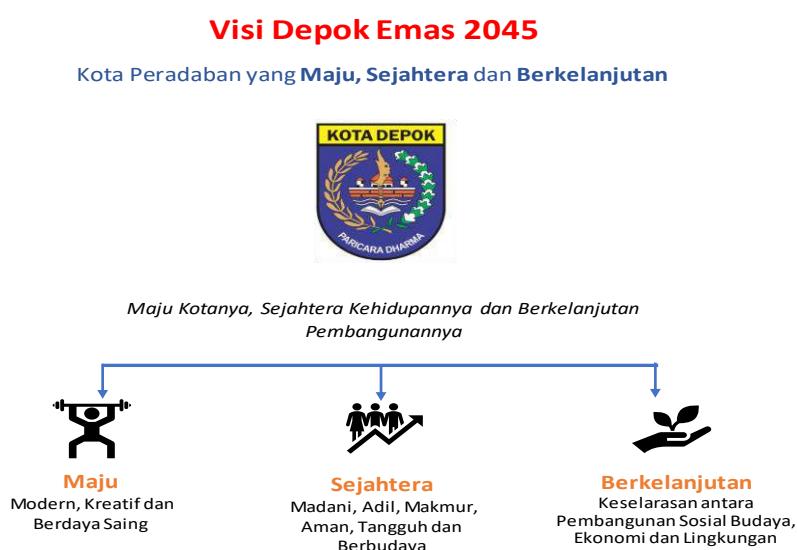 Visi Depok Emas 2045
Kota Peradaban yang Maju, Sejahtera dan Berkelanjutan
KOTA DEPOK
PARICARA DHARMA
Maju Kotanya, Sejahtera Kehidupannya dan Berkelanjutan
Pembangunannya
Maju
Modern, Kreatif dan
Berdaya Saing
Sejahtera
Madani, Adil, Makmur,
Aman, Tangguh dan
Berbudaya
Berkelanjutan
Keselarasan antara
Pembangunan Sosial Budaya,
Ekonomi dan Lingkungan